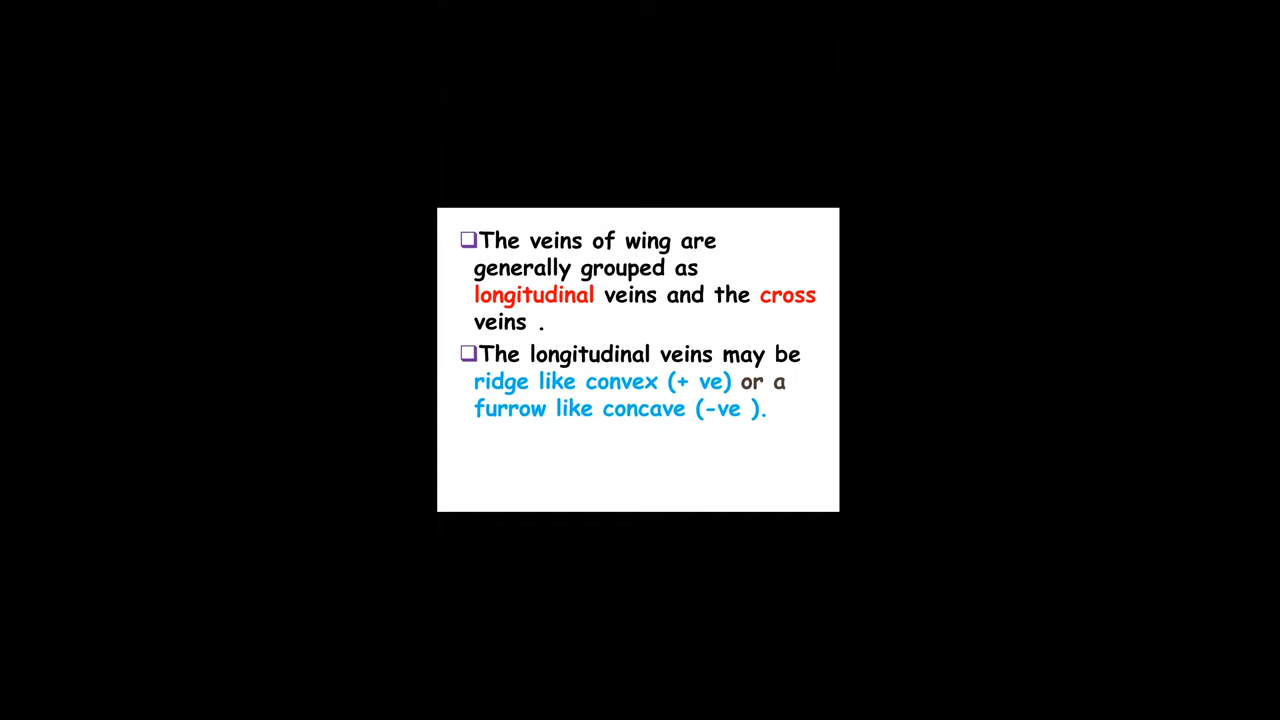 ❑The veins of wing are
generally grouped as
longitudinal veins and the cross
veins .
❑The longitudinal veins may be
ridge like convex (+ ve) or a
furrow like concave (-ve ).